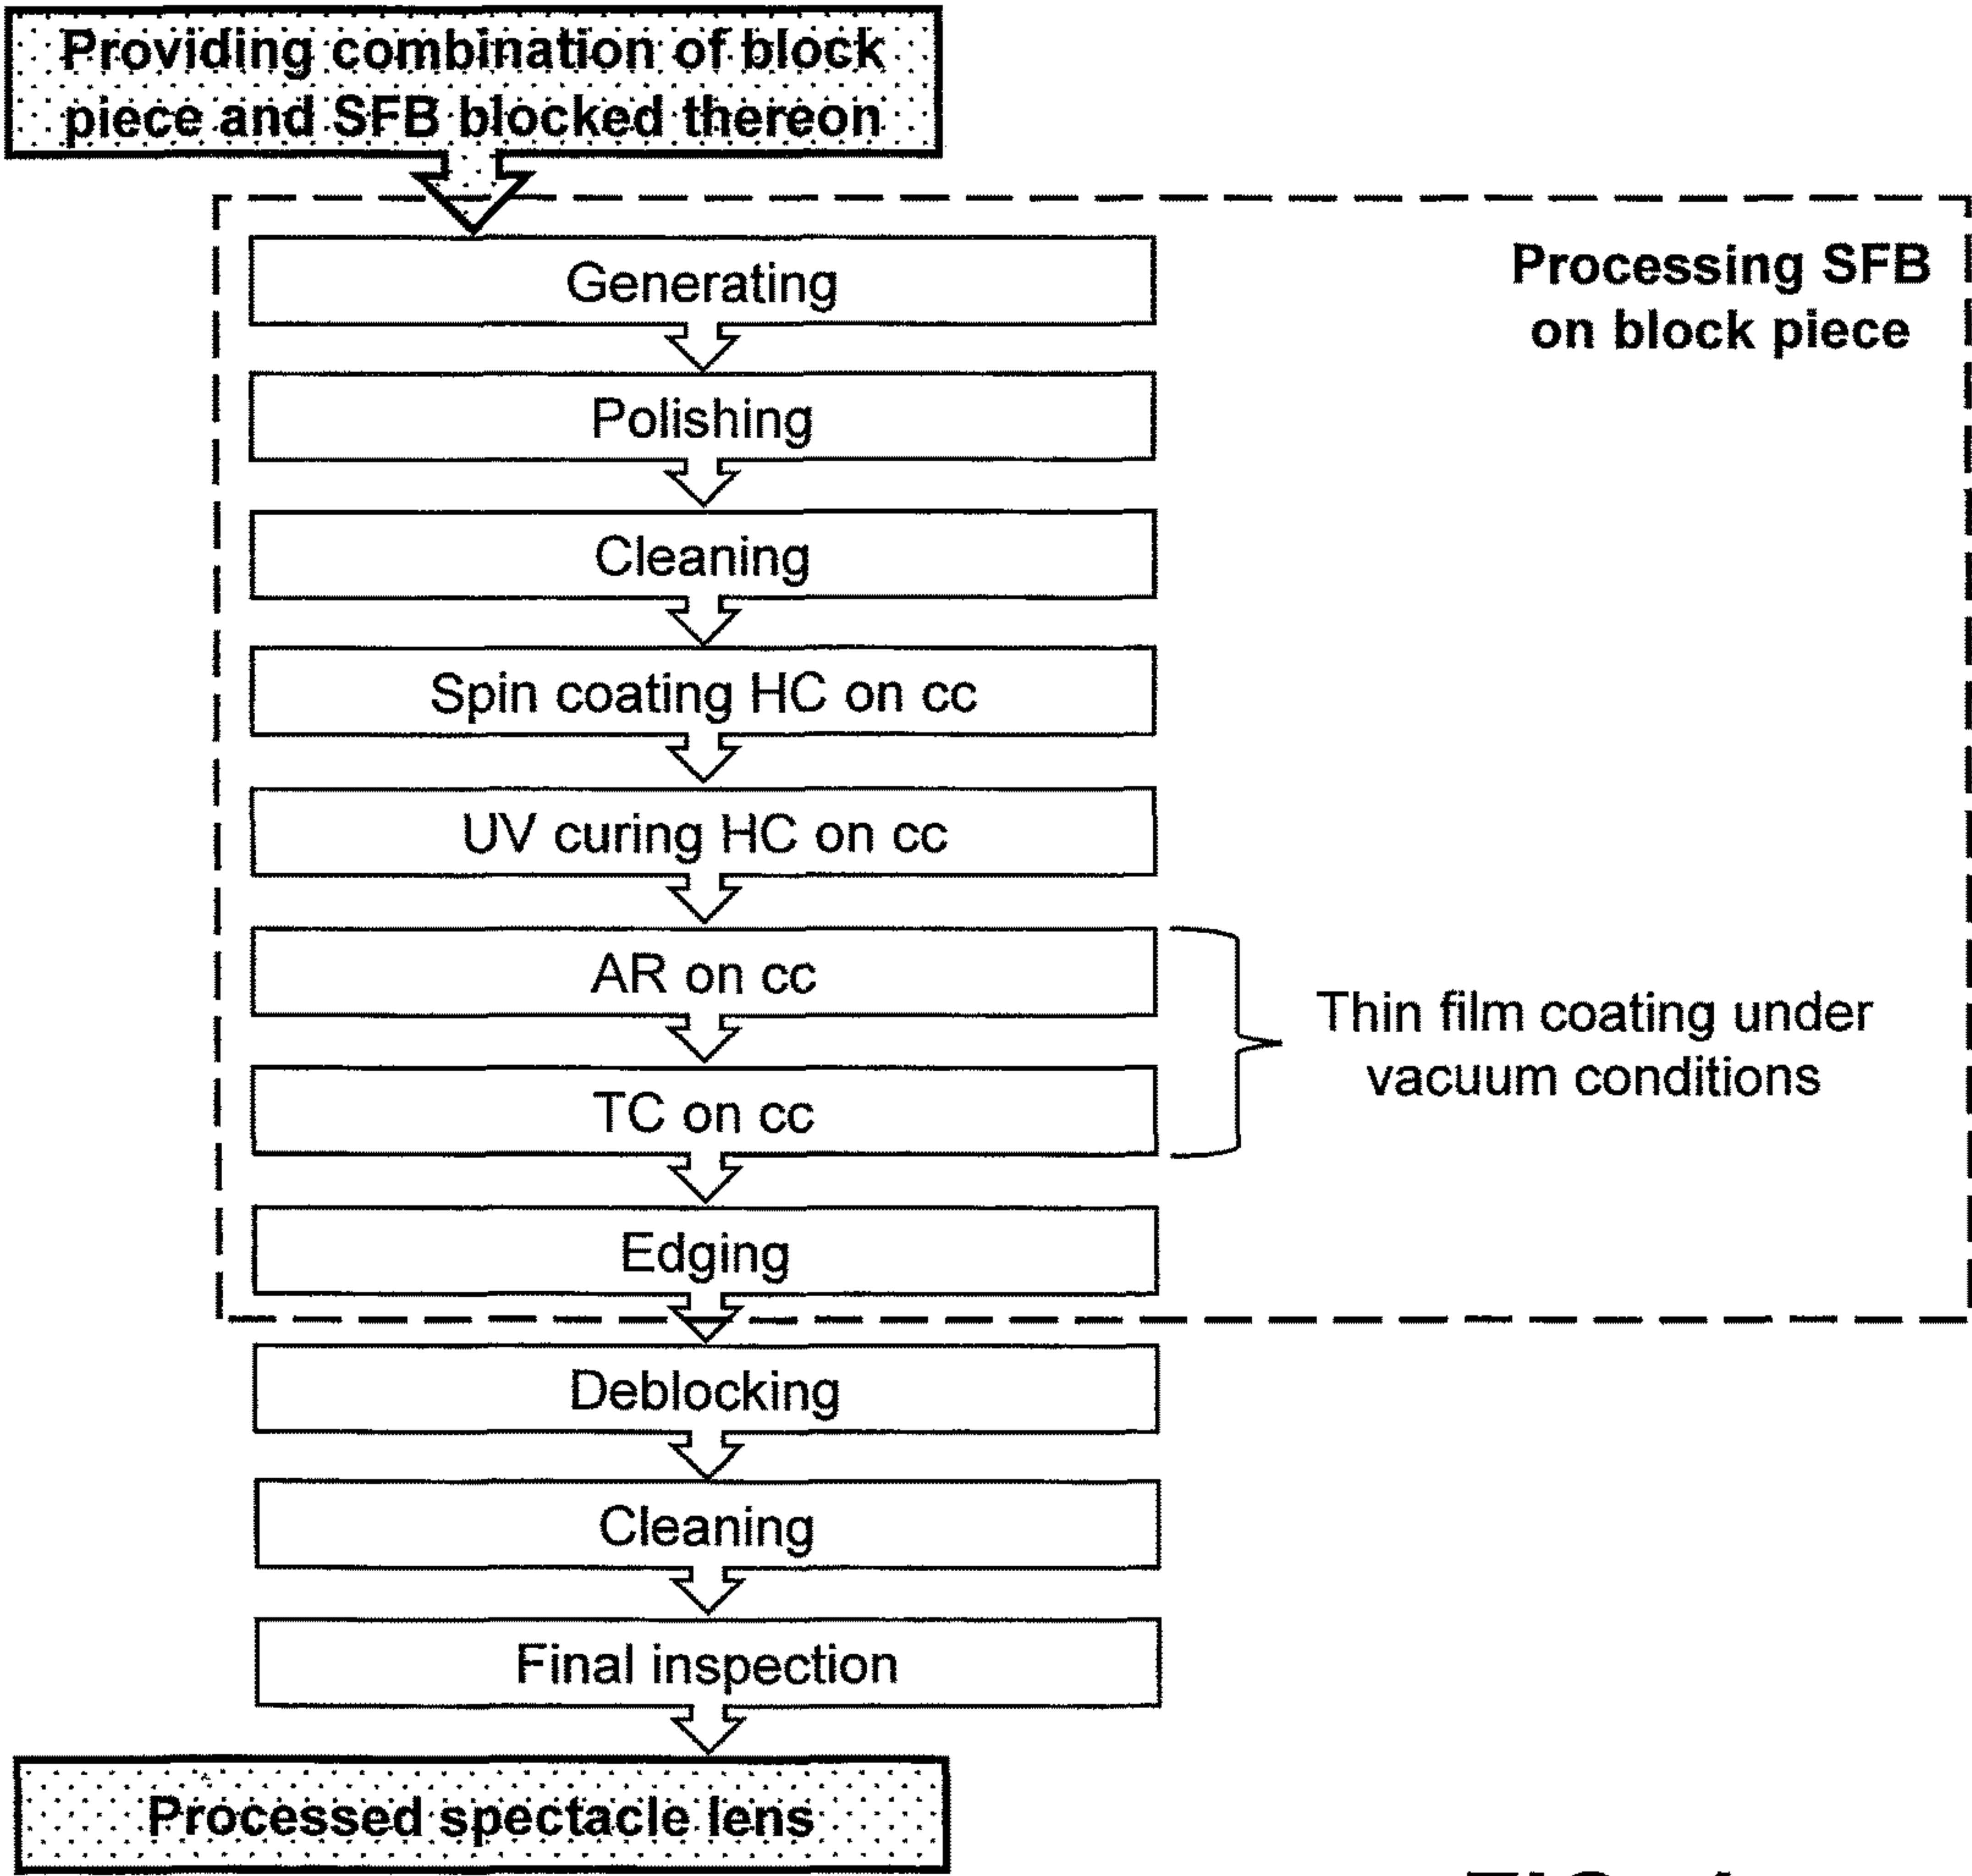 Providing combination of block
piece and SFB blocked thereon
Processing SFB
on block piece
Generating
Polishing
Cleaning
Spin coating HC on cc
UV curing HC on cc
AR on cc
Thin film coating under
vacuum conditions
TC on cc
Edging
Deblocking
Cleaning
Final inspection
Processed spectacle lens